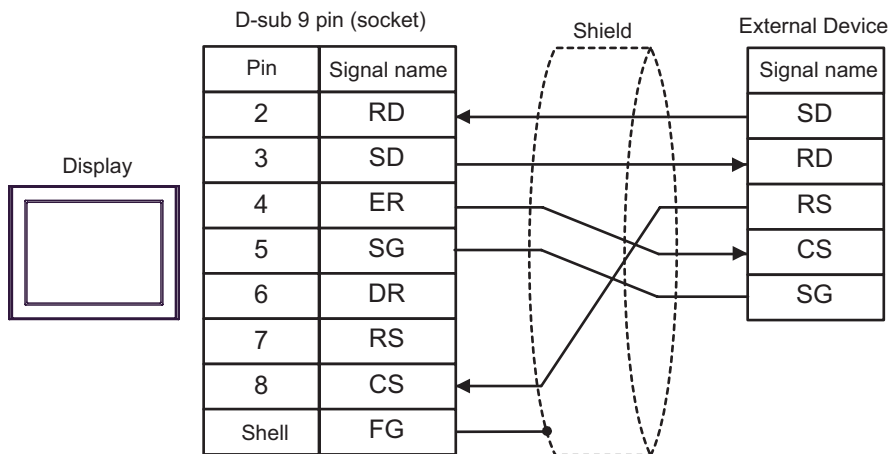 D-sub 9 pin (socket)
Shield
External Device
Pin Signal name
Signal name
2 RD
SD
3 SD
RD
Display
4 ER
RS
5 SG
CS
6 DR
SG
7 RS
8 CS
Shell FG